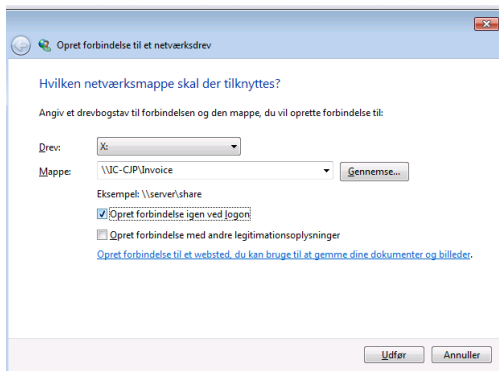 Opret forbindelse til et netværksdrev
Hvilken netværksmappe skal der tilknyttes?
Angiv et drevbogstav til forbindelsen og den mappe, du vil oprette forbindelse til:
Drev: X:
Mappe: \\IC-CJP\Invoice Gennemse...
Eksempel: \\server\share
Opret forbindelse igen ved logon
Opret forbindelse med andre legitimationsoplysninger
Opret forbindelse til et websted, du kan bruge til at gemme dine dokumenter og billeder.
Udfør Annuller